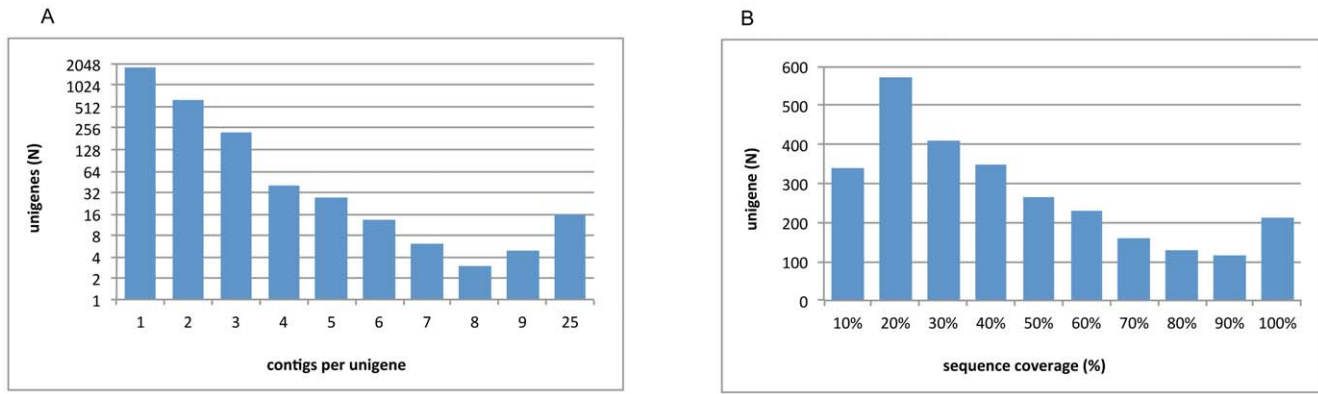 A
unigenes (N)
2048
1024
512
256
128
64
32
16
8
4
2
1
1 2 3 4 5 6 7 8 9 25
contigs per unigene
B
unigene (N)
600
500
400
300
200
100
0
10% 20% 30% 40% 50% 60% 70% 80% 90% 100%
sequence coverage (%)